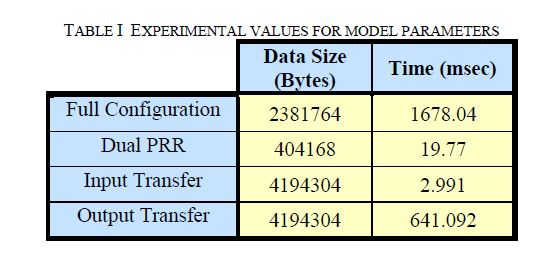 TABLE I EXPERIMENTAL VALUES FOR MODEL PARAMETERS
Data Size (Bytes) Time (msec)
Full Configuration 2381764 1678.04
Dual PRR 404168 19.77
Input Transfer 4194304 2.991
Output Transfer 4194304 641.092